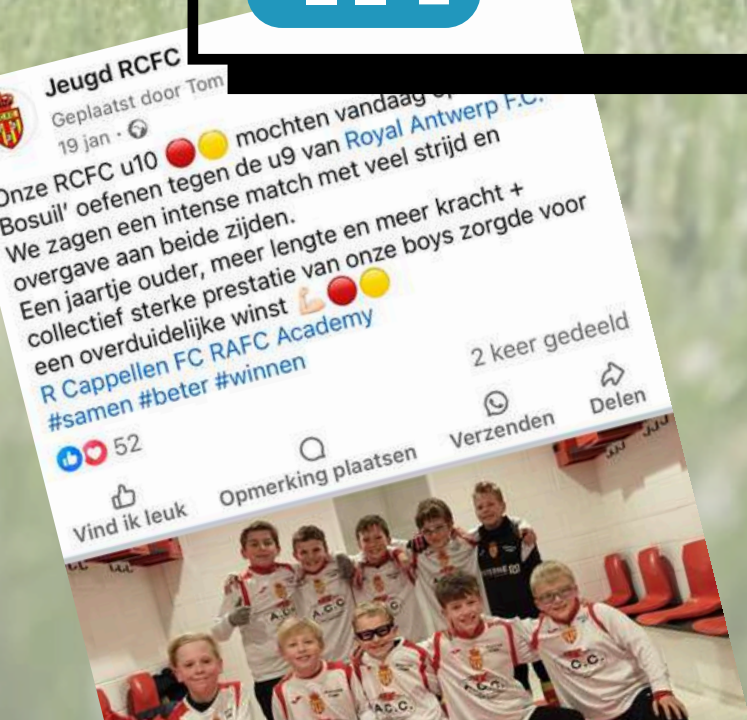 Jeugd RCFC
Geplaatst door Tom
19 jan ·
Onze RCFC u10 🔴🟡 mochten vandaag
Bosuil’ oefenen tegen de u9 van Royal Antwerp F.C.
We zagen een intense match met veel strijd en
overgave aan beide zijden.
Een jaartje ouder, meer lengte en meer kracht +
collectief sterke prestatie van onze boys zorgde voor
een overduidelijke winst 💪🏻🔴🟡
R Cappellen FC RAFC Academy
#samen #beter #winnen
52
2 keer gedeeld
Vind ik leuk
Opmerking plaatsen
Verzenden
Delen
A.C.C.
A.C.C.
A.C.C.
C.C.